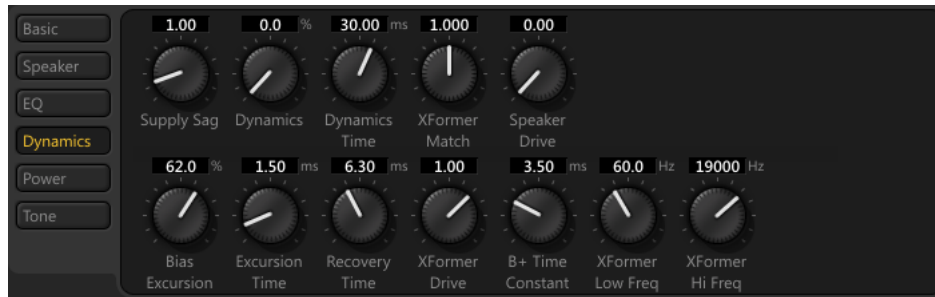 Basic
Speaker
EQ
Dynamics
Power
Tone
1.00 0.0 % 30.00 ms 1.000 0.00
Supply Sag Dynamics Dynamics Time XFormer Match Speaker Drive
62.0 % 1.50 ms 6.30 ms 1.00 3.50 ms 60.0 Hz 19000 Hz
Bias Excursion Excursion Time Recovery Time XFormer Drive B+ Time Constant XFormer Low Freq XFormer Hi Freq